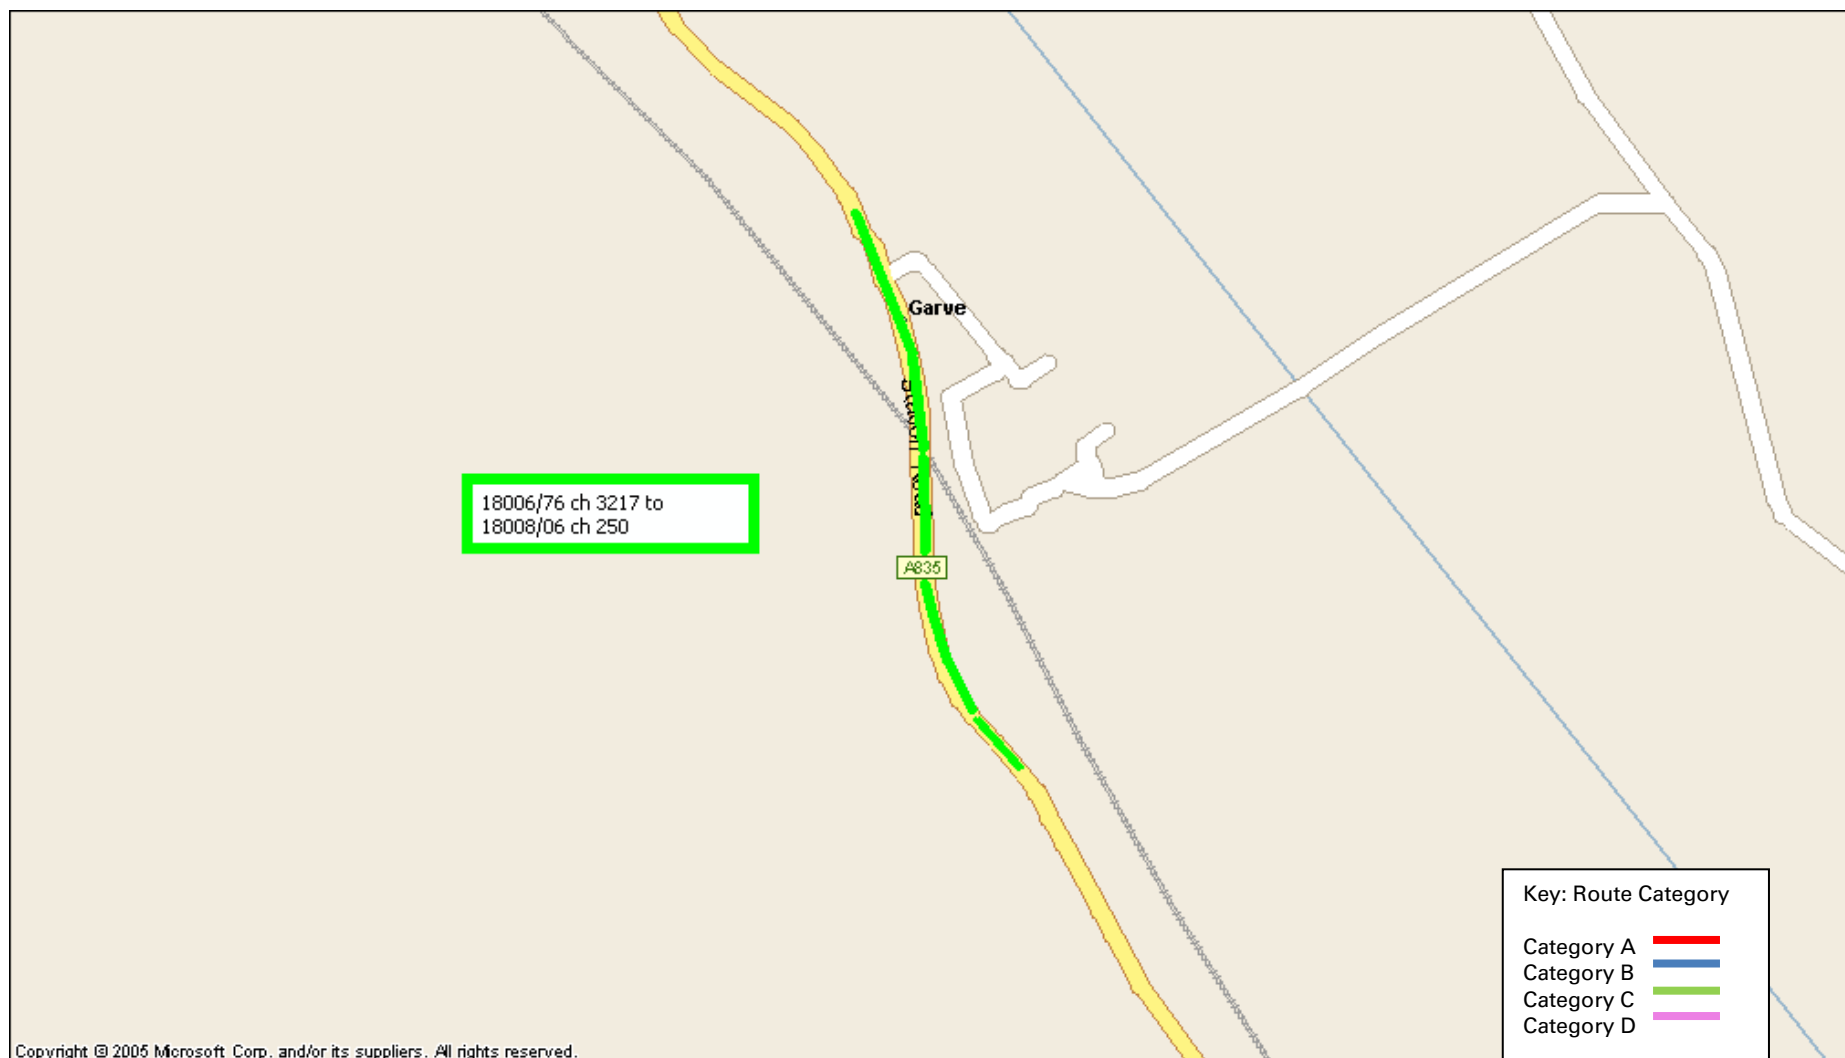 Garve
18006/76 ch 3217 to
18008/06 ch 250
A835
Key: Route Category
Category A
Category B
Category C
Category D
Copyright © 2005 Microsoft Corp. and/or its suppliers. All rights reserved.